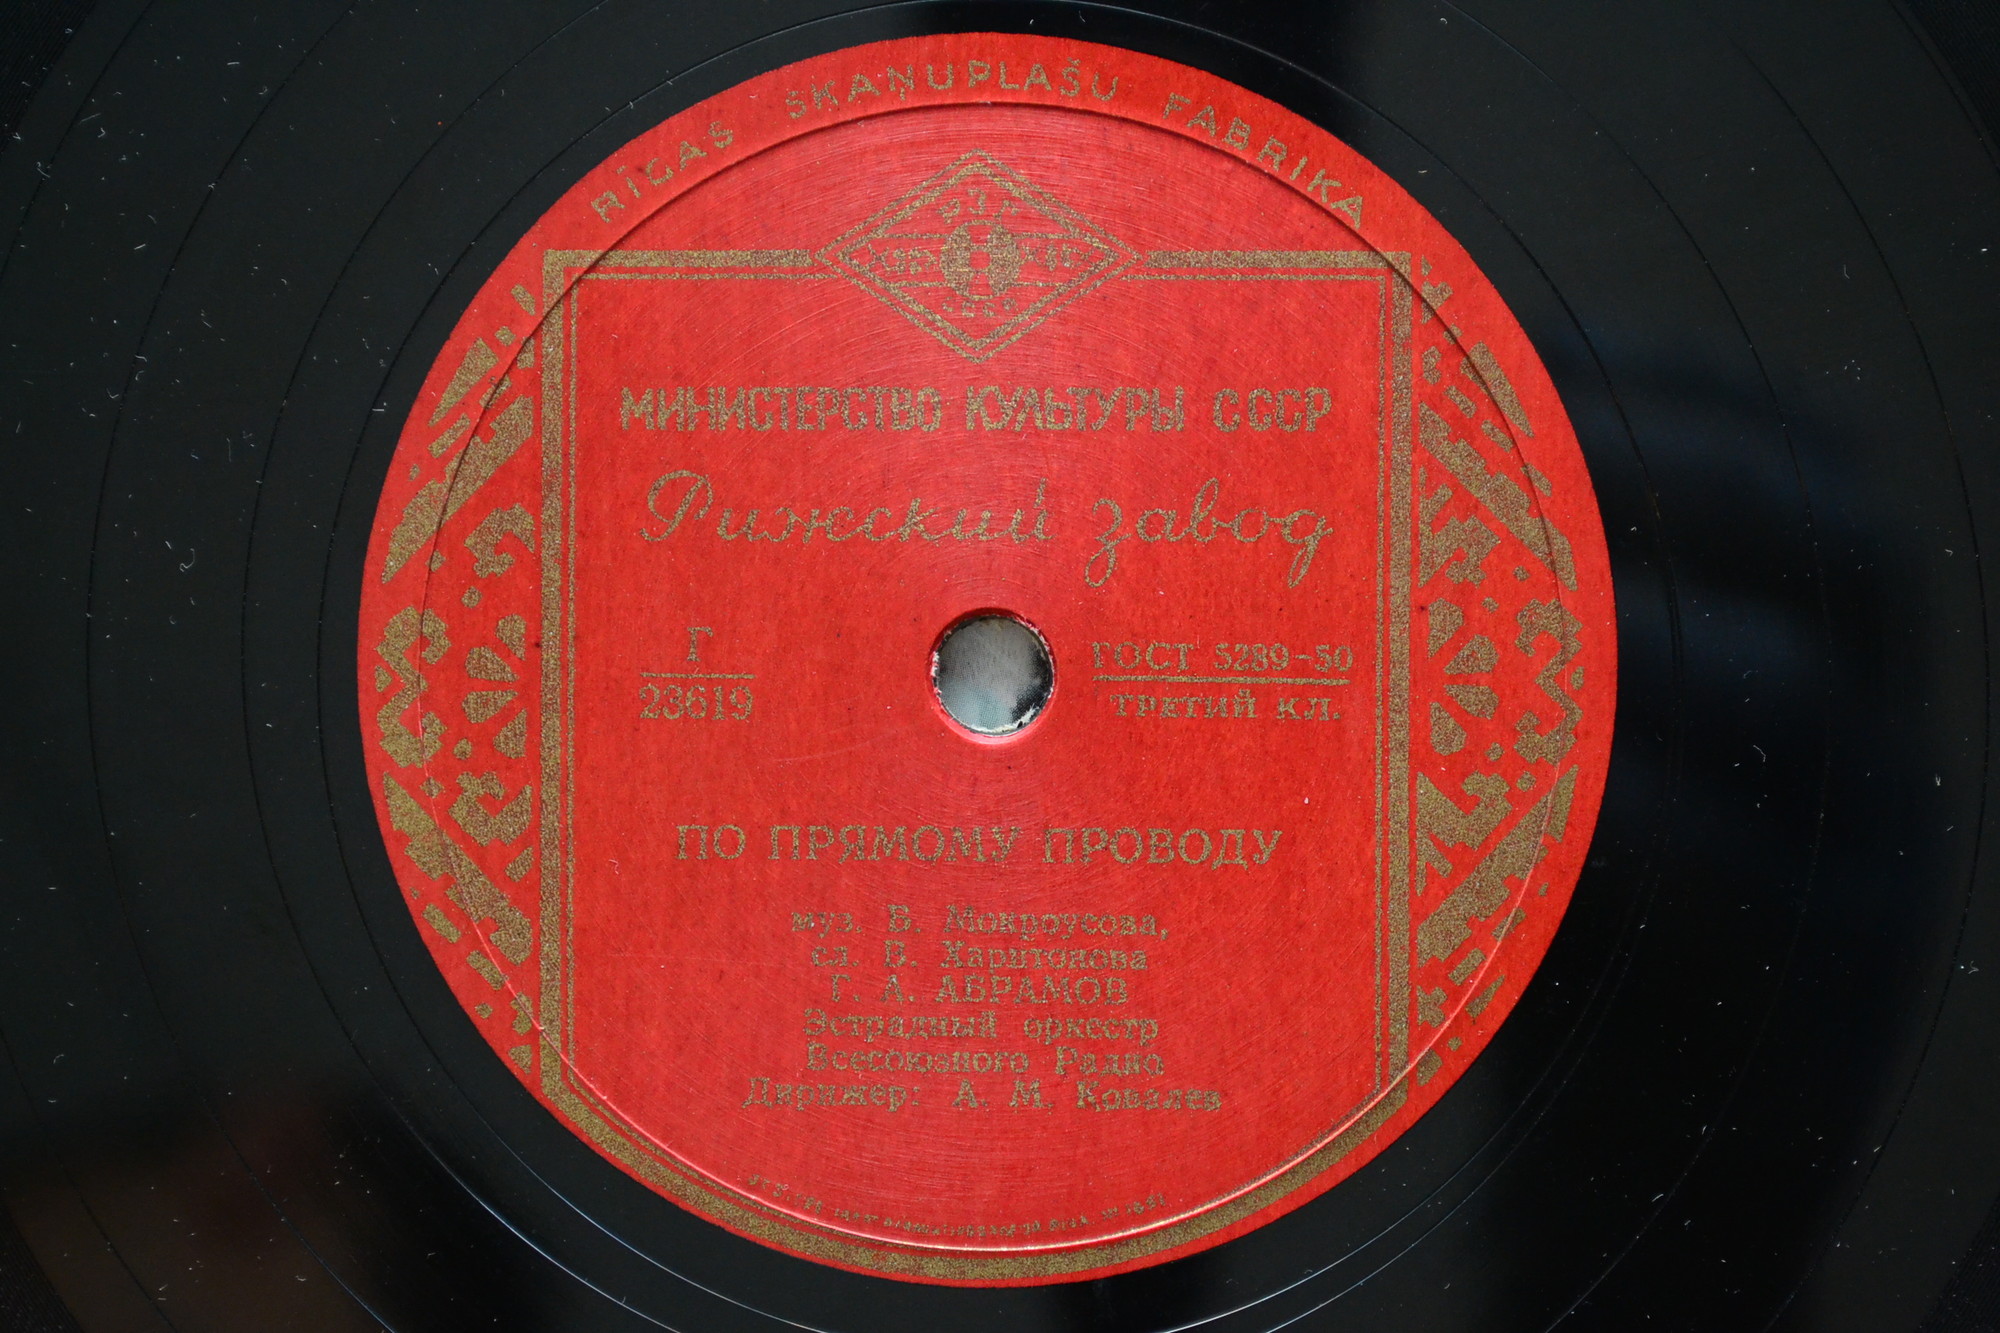 RĪGAS SKAŅUPLAŠU FABRIKA
МИНИСТЕРСТВО КУЛЬТУРЫ СССР
Рижский завод
Г
23619
ГОСТ 5289-50
ТРЕТИЙ КЛ.
ПО ПРЯМОМУ ПРОВОДУ
муз. Б. Мокроусова,
сл. В. Харитонова
Г. А. АБРАМОВ
Эстрадный оркестр
Всесоюзного Радио
Дирижер: А. М. Ковалев